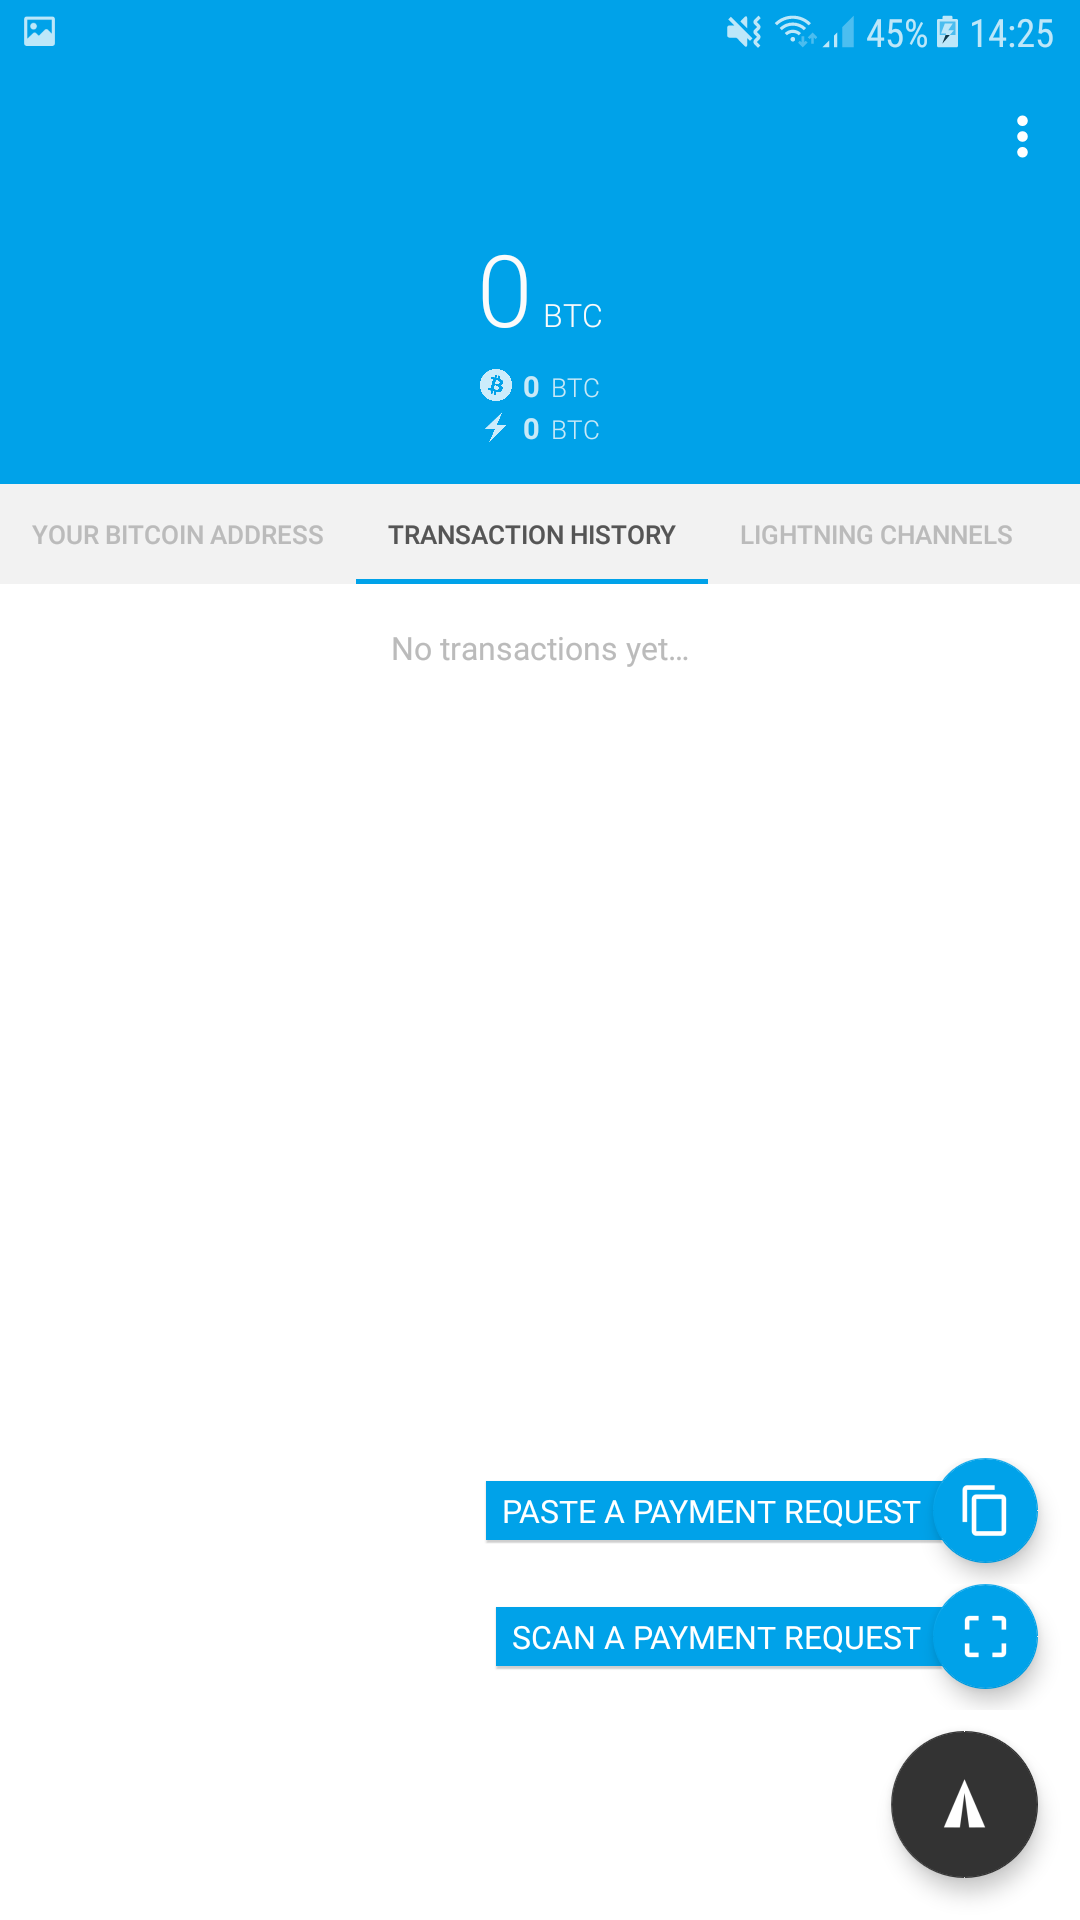 45% 14:25
0 BTC
0 BTC
0 BTC
YOUR BITCOIN ADDRESS TRANSACTION HISTORY LIGHTNING CHANNELS
No transactions yet...
PASTE A PAYMENT REQUEST
SCAN A PAYMENT REQUEST